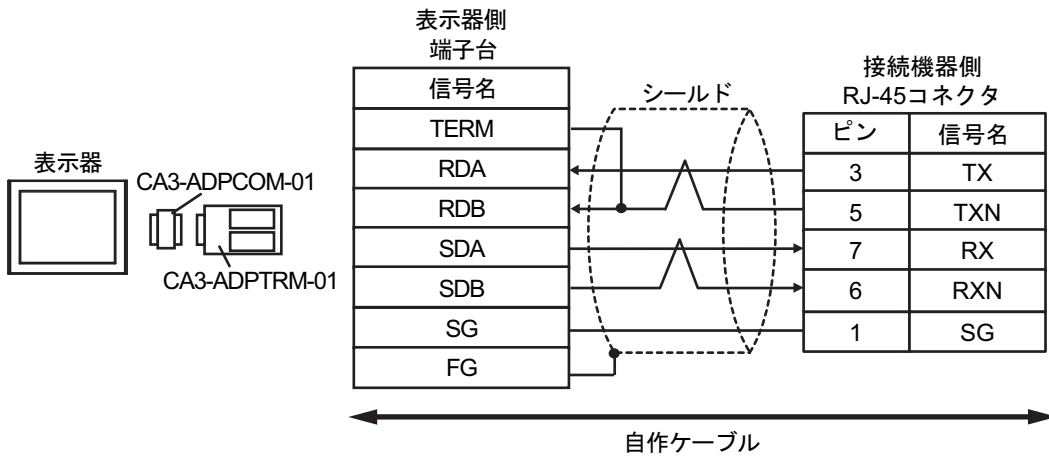 表示器
CA3-ADPCOM-01
CA3-ADPTRM-01
表示器側
端子台
信号名
TERM
RDA
RDB
SDA
SDB
SG
FG
シールド
接続機器側
RJ-45コネクタ
ピン 信号名
3 TX
5 TXN
7 RX
6 RXN
1 SG
自作ケーブル